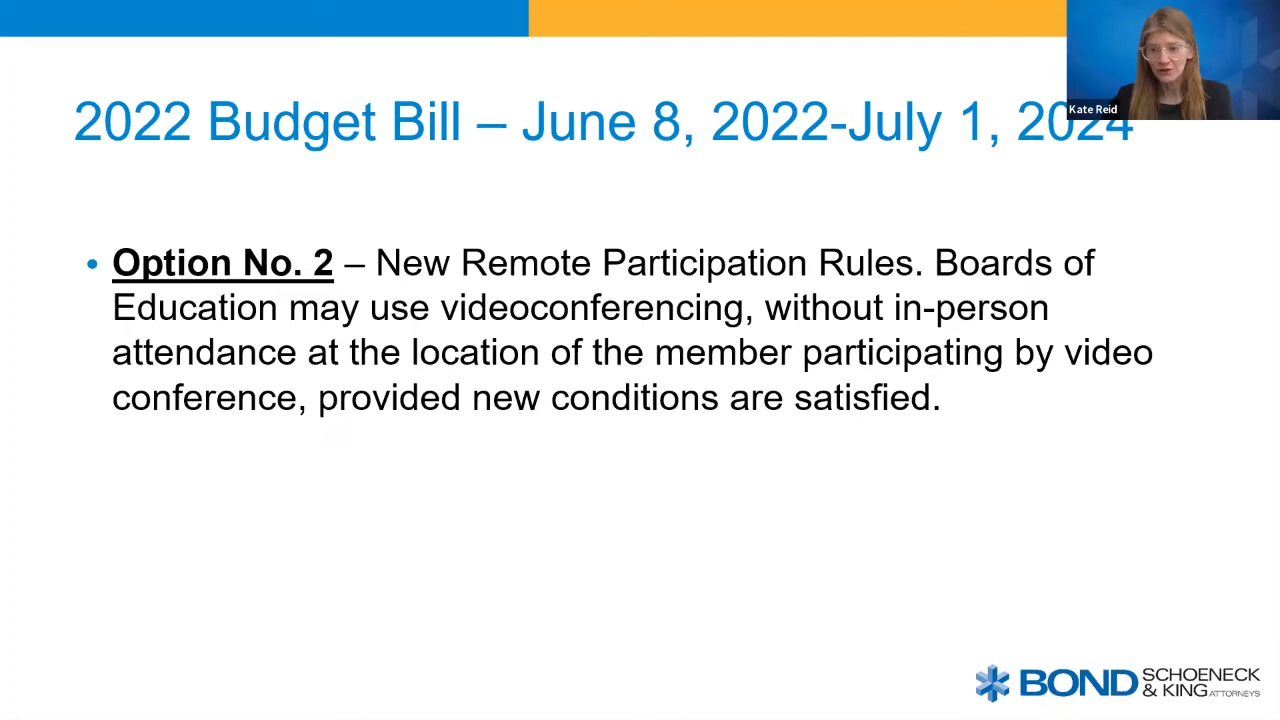 Kate Reid
2022 Budget Bill – June 8, 2022-July 1, 2024
• Option No. 2 – New Remote Participation Rules. Boards of
Education may use videoconferencing, without in-person
attendance at the location of the member participating by video
conference, provided new conditions are satisfied.
BOND SCHOENECK
& KING ATTORNEYS